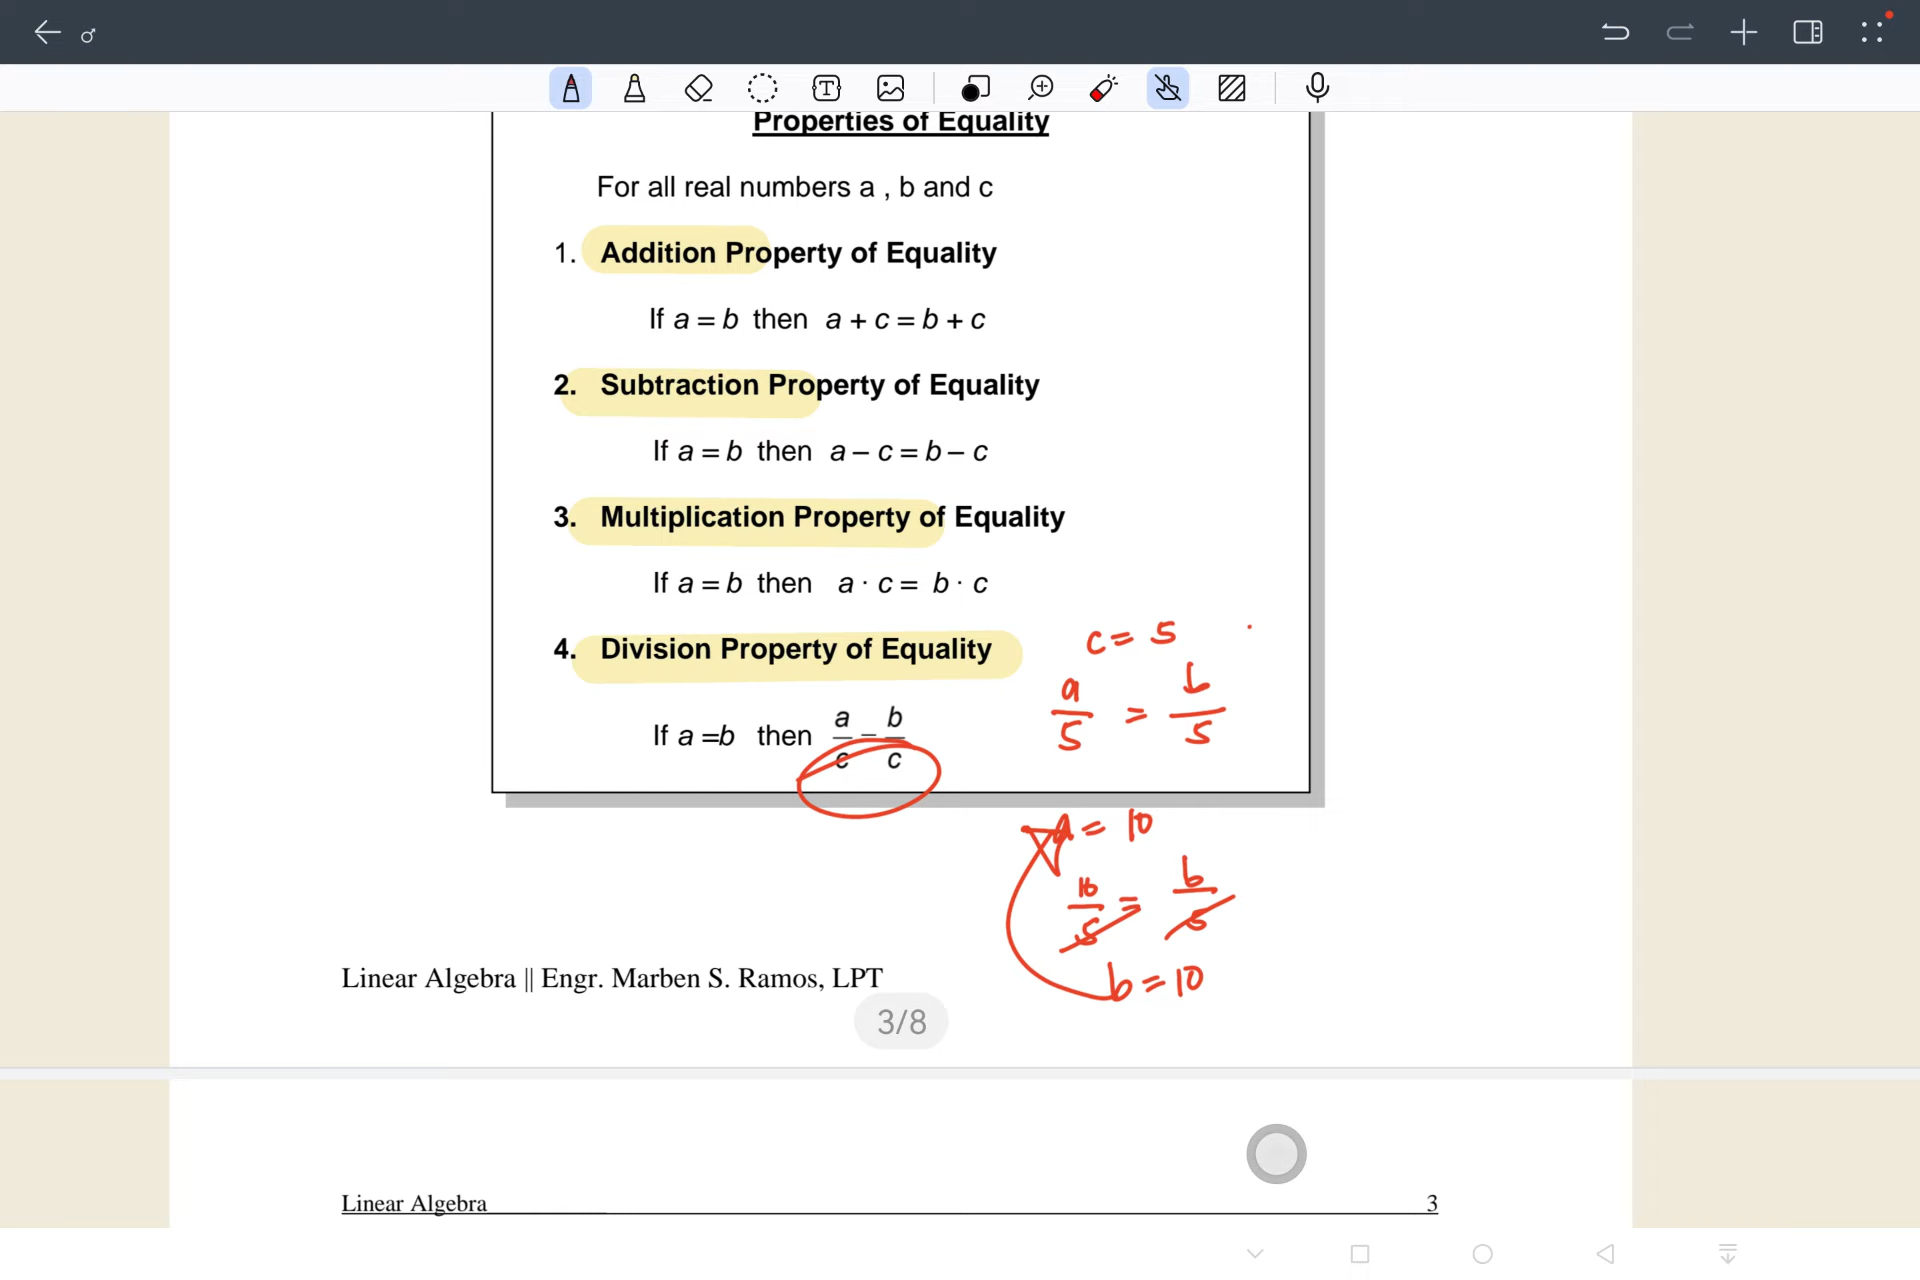 Properties of Equality
For all real numbers a , b and c
1. Addition Property of Equality
If a = b then a + c = b + c
2. Subtraction Property of Equality
If a = b then a – c = b – c
3. Multiplication Property of Equality
If a = b then a · c = b · c
4. Division Property of Equality
c = 5
If a =b then a/c – b/c
a/5 = b/5
a = 10
10/5 = b/5
b = 10
Linear Algebra || Engr. Marben S. Ramos, LPT
3/8
Linear Algebra 3